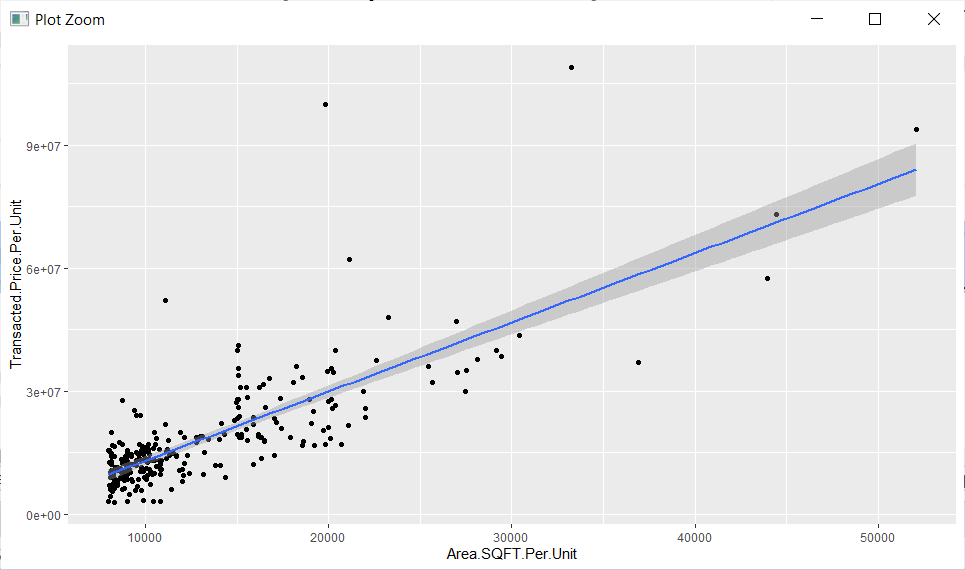 Plot Zoom
Transacted.Price.Per.Unit
9e+07
6e+07
3e+07
0e+00
10000 20000 30000 40000 50000
Area.SQFT.Per.Unit